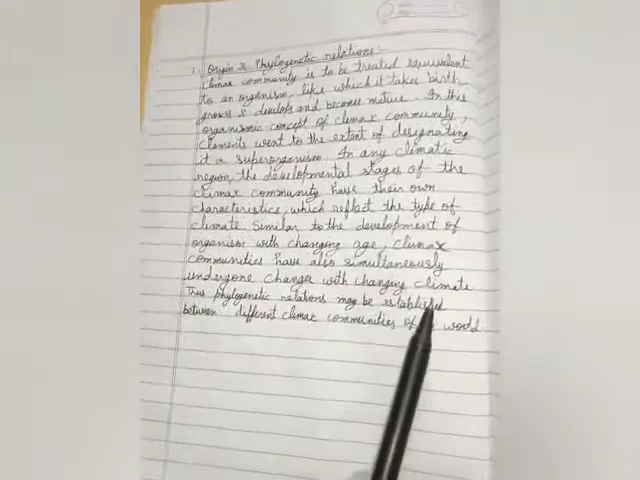 Orygin & Phylogenetic relations:
Climax community is to be treated equivalent
to an organism, like which it takes birth
grows & develops and becomes mature. In this
organismic concept of climax community,
Clements went to the extent of designating
it a superorganism. In any climatic
region, the developmental stages of the
climax community have their own
characteristics, which reflect the type of
climate. Similar to the development of
organism with changing age, climax
communities have also simultaneously
undergone changes with changing climate
Thus phylogenetic relations may be established
between different climax communities of world